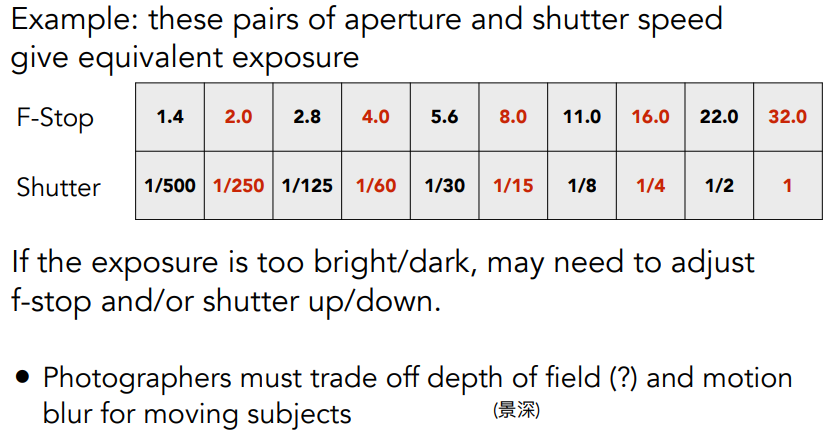 Example: these pairs of aperture and shutter speed
give equivalent exposure
F-Stop 1.4 2.0 2.8 4.0 5.6 8.0 11.0 16.0 22.0 32.0
Shutter 1/500 1/250 1/125 1/60 1/30 1/15 1/8 1/4 1/2 1
If the exposure is too bright/dark, may need to adjust
f-stop and/or shutter up/down.
• Photographers must trade off depth of field (?) and motion
blur for moving subjects (景深)